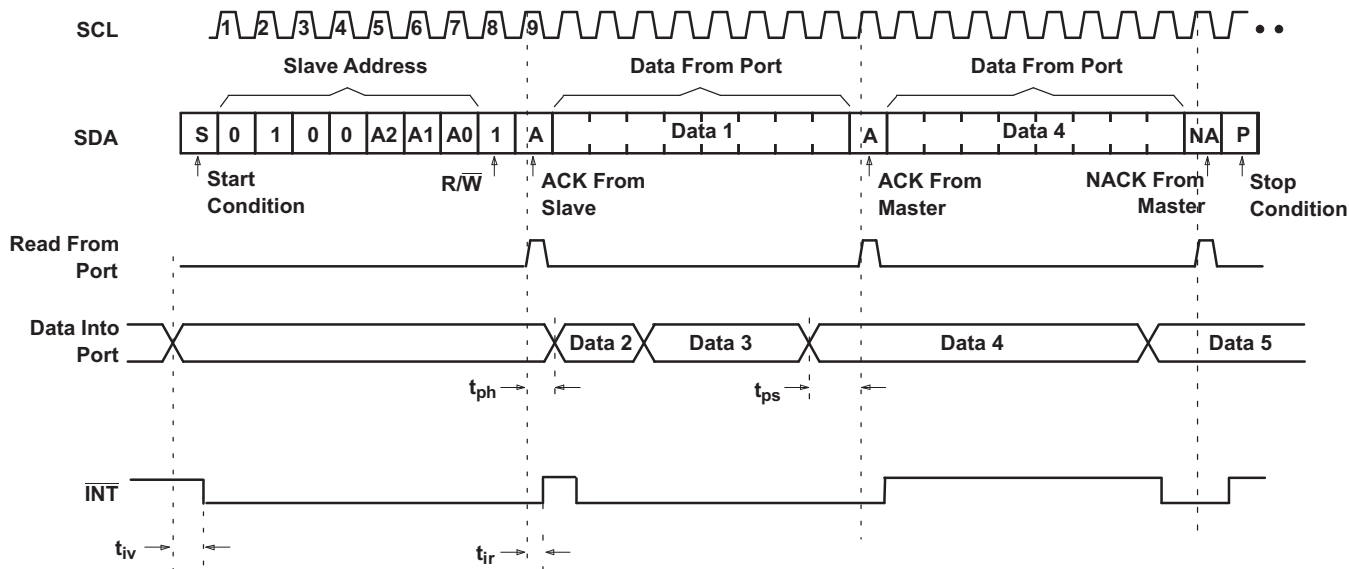 SCL 1 2 3 4 5 6 7 8 9
Slave Address Data From Port Data From Port
SDA S 0 1 0 0 A2 A1 A0 1 A Data 1 A Data 4 NA P
Start Condition
R/W̅
ACK From Slave
ACK From Master
NACK From Master
Stop Condition
Read From Port
Data Into Port
Data 2 Data 3 Data 4 Data 5
tph tps
I̅N̅T̅
tiv tir